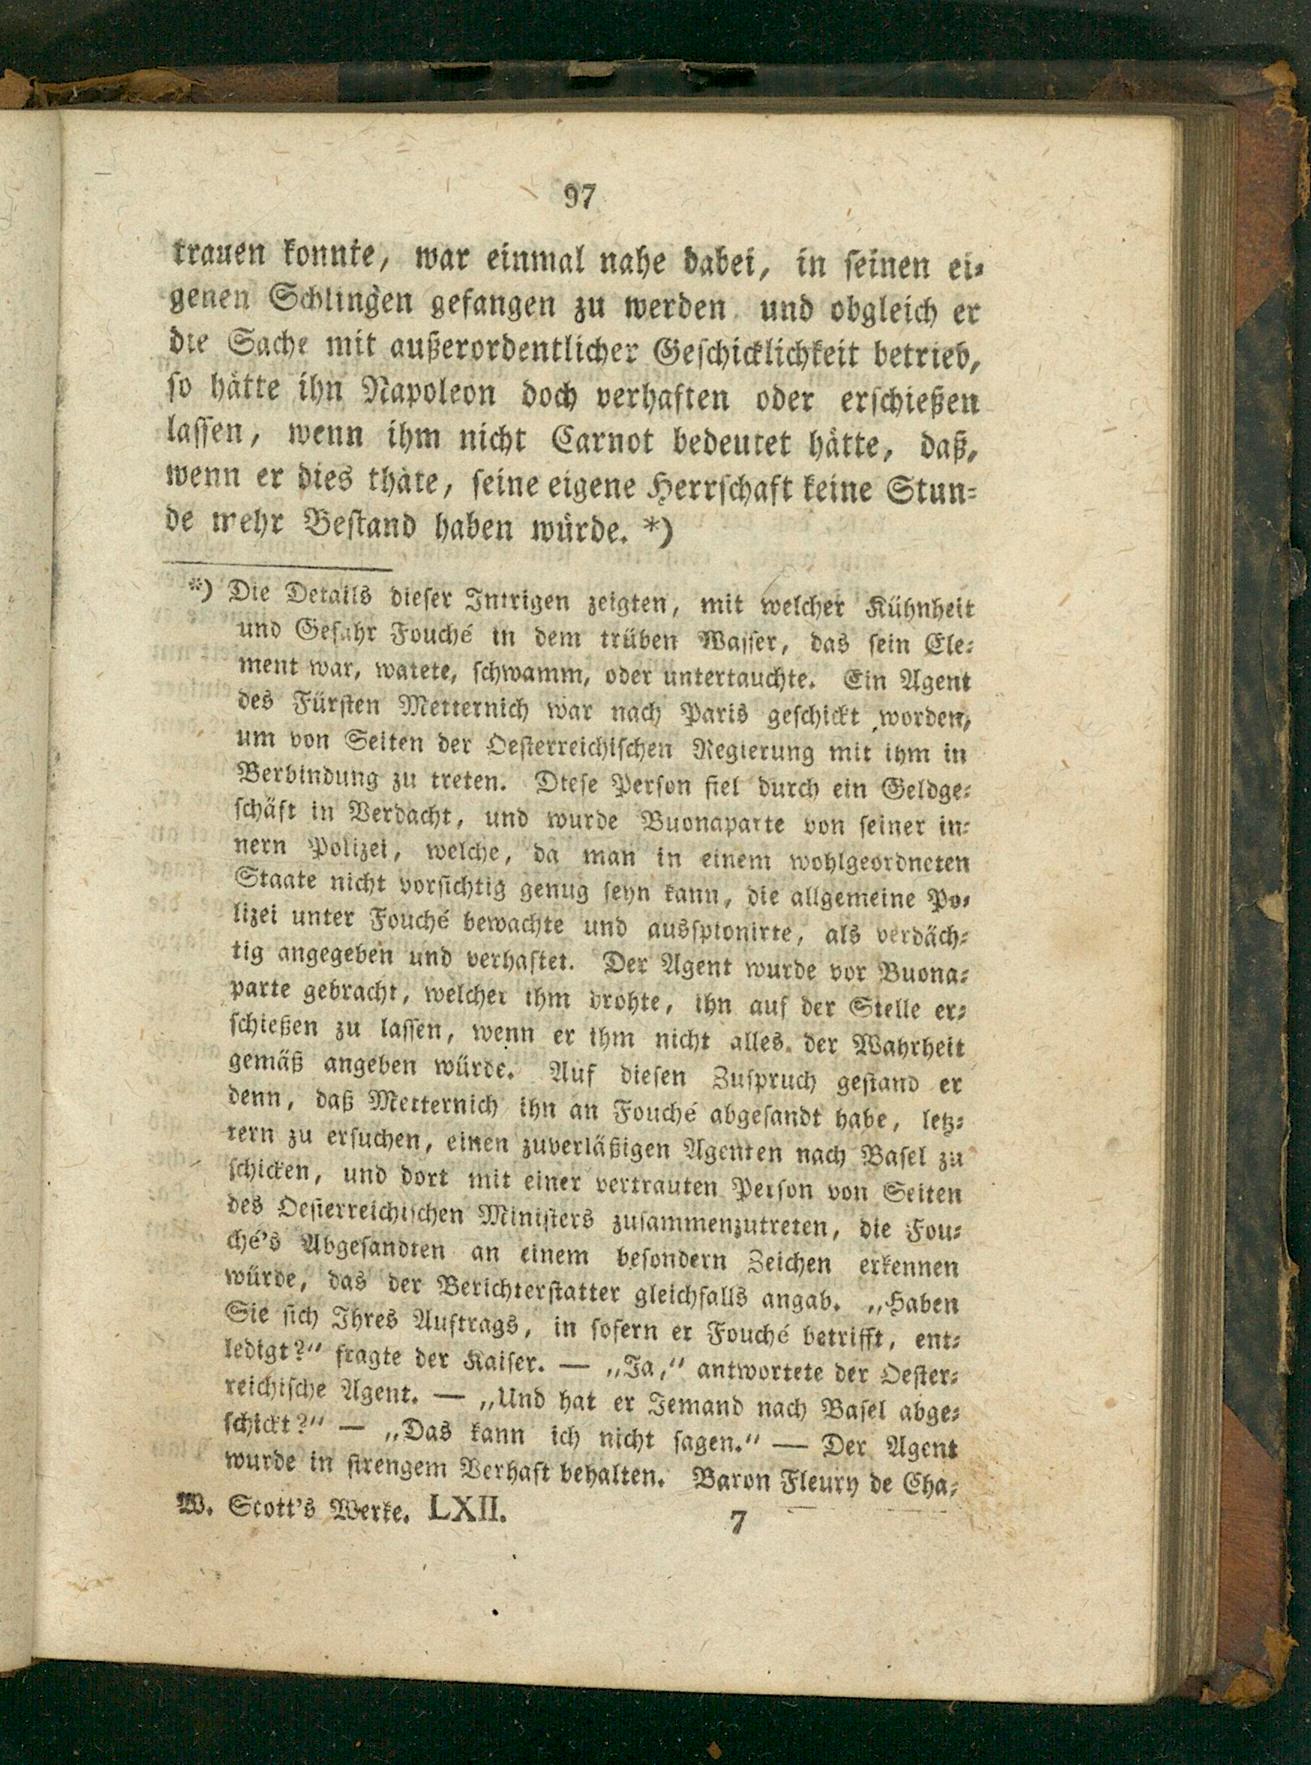 97
trauen konnte, war einmal nahe dabei, in seinen ei-
genen Schlingen gefangen zu werden und obgleich er
die Sache mit außerordentlicher Geschicklichkeit betrieb,
so hätte ihn Napoleon doch verhaften oder erschießen
lassen, wenn ihm nicht Carnot bedeutet hätte, daß,
wenn er dies thäte, seine eigene Herrschaft keine Stun-
de mehr Bestand haben würde. *)
*) Die Details dieser Intrigen zeigten, mit welcher Kühnheit
und Gefahr Fouché in dem trüben Wasser, das sein Ele-
ment war, watete, schwamm, oder untertauchte. Ein Agent
des Fürsten Metternich war nach Paris geschickt worden,
um von Seiten der Oesterreichischen Regierung mit ihm in
Verbindung zu treten. Diese Person fiel durch ein Geldge-
schäft in Verdacht, und wurde Buonaparte von seiner in-
nern Polizei, welche, da man in einem wohlgeordneten
Staate nicht vorsichtig genug seyn kann, die allgemeine Po-
lizei unter Fouché bewachte und ausspionirte, als verdäch-
tig angegeben und verhaftet. Der Agent wurde vor Buona-
parte gebracht, welcher ihm drohte, ihn auf der Stelle er-
schießen zu lassen, wenn er ihm nicht alles der Wahrheit
gemäß angeben würde. Auf diesen Zuspruch gestand er
denn, daß Metternich ihn an Fouché abgesandt habe, letz-
tern zu ersuchen, einen zuverläßigen Agenten nach Basel zu
schicken, und dort mit einer vertrauten Person von Seiten
des Oesterreichischen Ministers zusammenzutreten, die Fou-
ché's Abgesandten an einem besondern Zeichen erkennen
würde, das der Berichterstatter gleichfalls angab. „Haben
Sie sich Ihres Auftrags, in sofern er Fouché betrifft, ent-
ledigt?“ fragte der Kaiser. — „Ja,“ antwortete der Oester-
reichische Agent. — „Und hat er Jemand nach Basel abge-
schickt?“ — „Das kann ich nicht sagen.“ — Der Agent
wurde in strengem Verhaft behalten. Baron Fleury de Cha-
W. Scott's Werke. LXII. 7